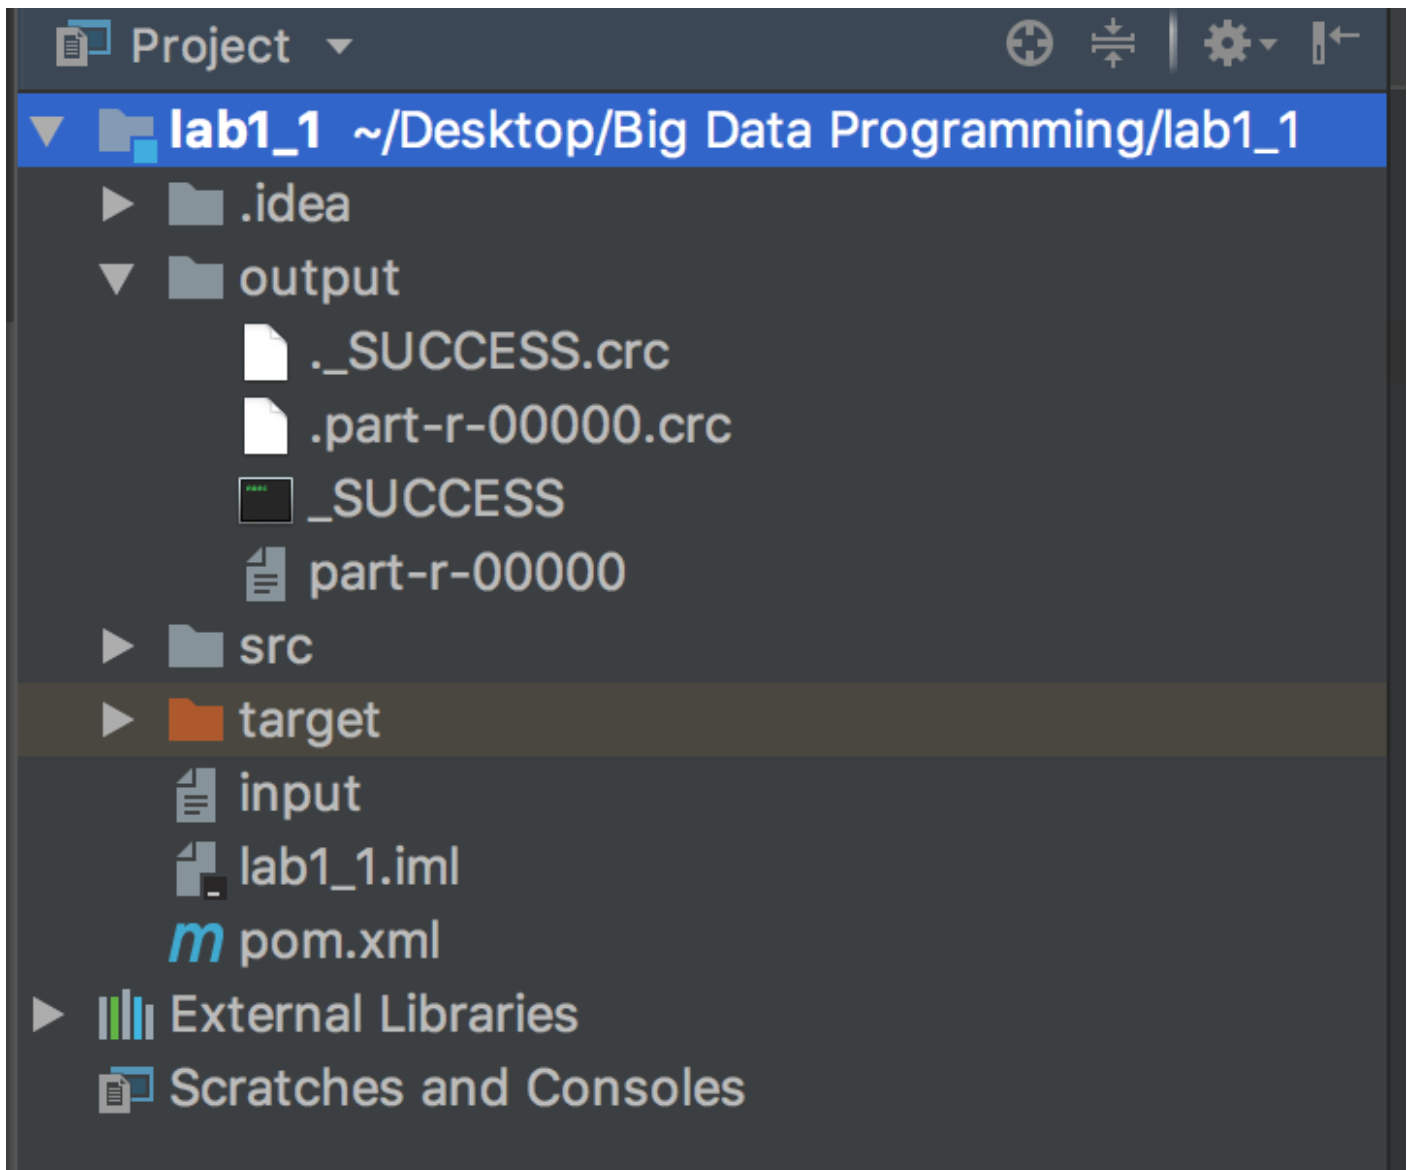 Project
lab1_1 ~/Desktop/Big Data Programming/lab1_1
.idea
output
._SUCCESS.crc
.part-r-00000.crc
_SUCCESS
part-r-00000
src
target
input
lab1_1.iml
pom.xml
External Libraries
Scratches and Consoles